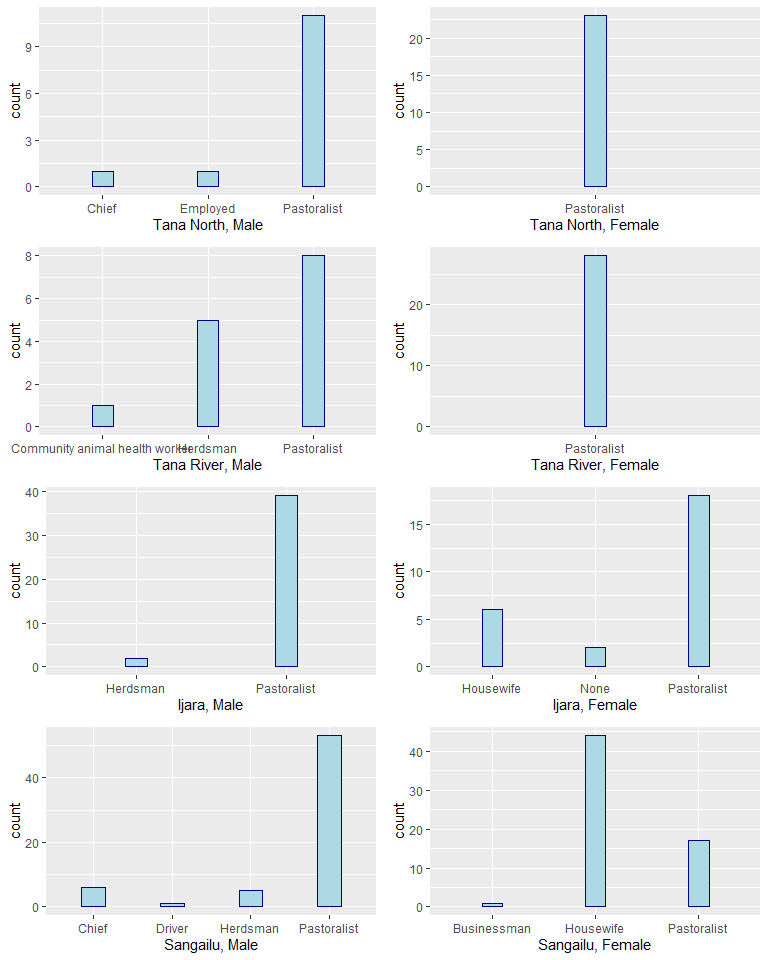 count
9
6
3
0
Chief Employed Pastoralist
Tana North, Male
count
20
15
10
5
0
Pastoralist
Tana North, Female
count
8
6
4
2
0
Community animal health worker Herdsman Pastoralist
Tana River, Male
count
20
10
0
Pastoralist
Tana River, Female
count
40
30
20
10
0
Herdsman Pastoralist
Ijara, Male
count
15
10
5
0
Housewife None Pastoralist
Ijara, Female
count
40
20
0
Chief Driver Herdsman Pastoralist
Sangailu, Male
count
40
30
20
10
0
Businessman Housewife Pastoralist
Sangailu, Female